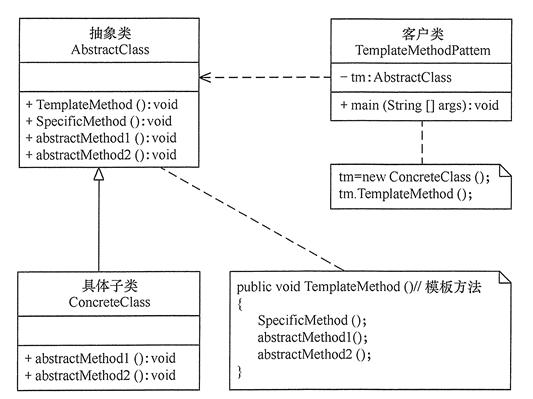 抽象类
AbstractClass
+ TemplateMethod ():void
+ SpecificMethod ():void
+ abstractMethod1 ():void
+ abstractMethod2 ():void
客户类
TemplateMethodPattem
− tm:AbstractClass
+ main (String [] args):void
tm=new ConcreteClass ();
tm.TemplateMethod ();
具体子类
ConcreteClass
+ abstractMethod1 ():void
+ abstractMethod2 ():void
public void TemplateMethod ()// 模板方法
{
SpecificMethod ();
abstractMethod1();
abstractMethod2 ();
}